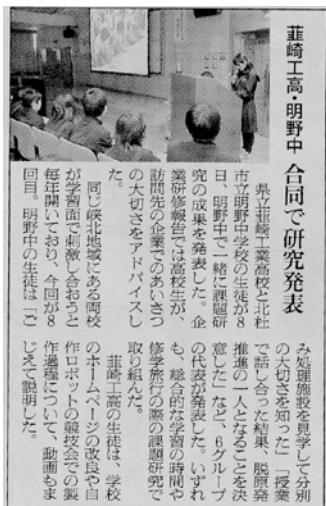 韮崎工高・明野中 合同で研究発表
県立韮崎工業高校と北杜
市立明野中学校の生徒が8
日、明野中で一緒に課題研
究の成果を発表した。企
業研修報告では高校生が
訪問先の企業でのあいさつ
の大切さをアドバイスし
た。
同じ峡北地域にある両校
が学習面で刺激し合おうと
毎年開いており、今回が8
回目。明野中の生徒は「ご
み処理施設を見学して分別
の大切さを知った」「授業
で話し合った結果、脱原発
推進の一人となることを決
意した」など、6グループ
の代表が発表した。いずれ
も、総合的な学習の時間や
修学旅行の際の課題研究で
取り組んだ。
韮崎工高の生徒は、学校
のホームページの改良や自
作ロボットの競技会での製
作過程について、動画もま
じえて説明した。